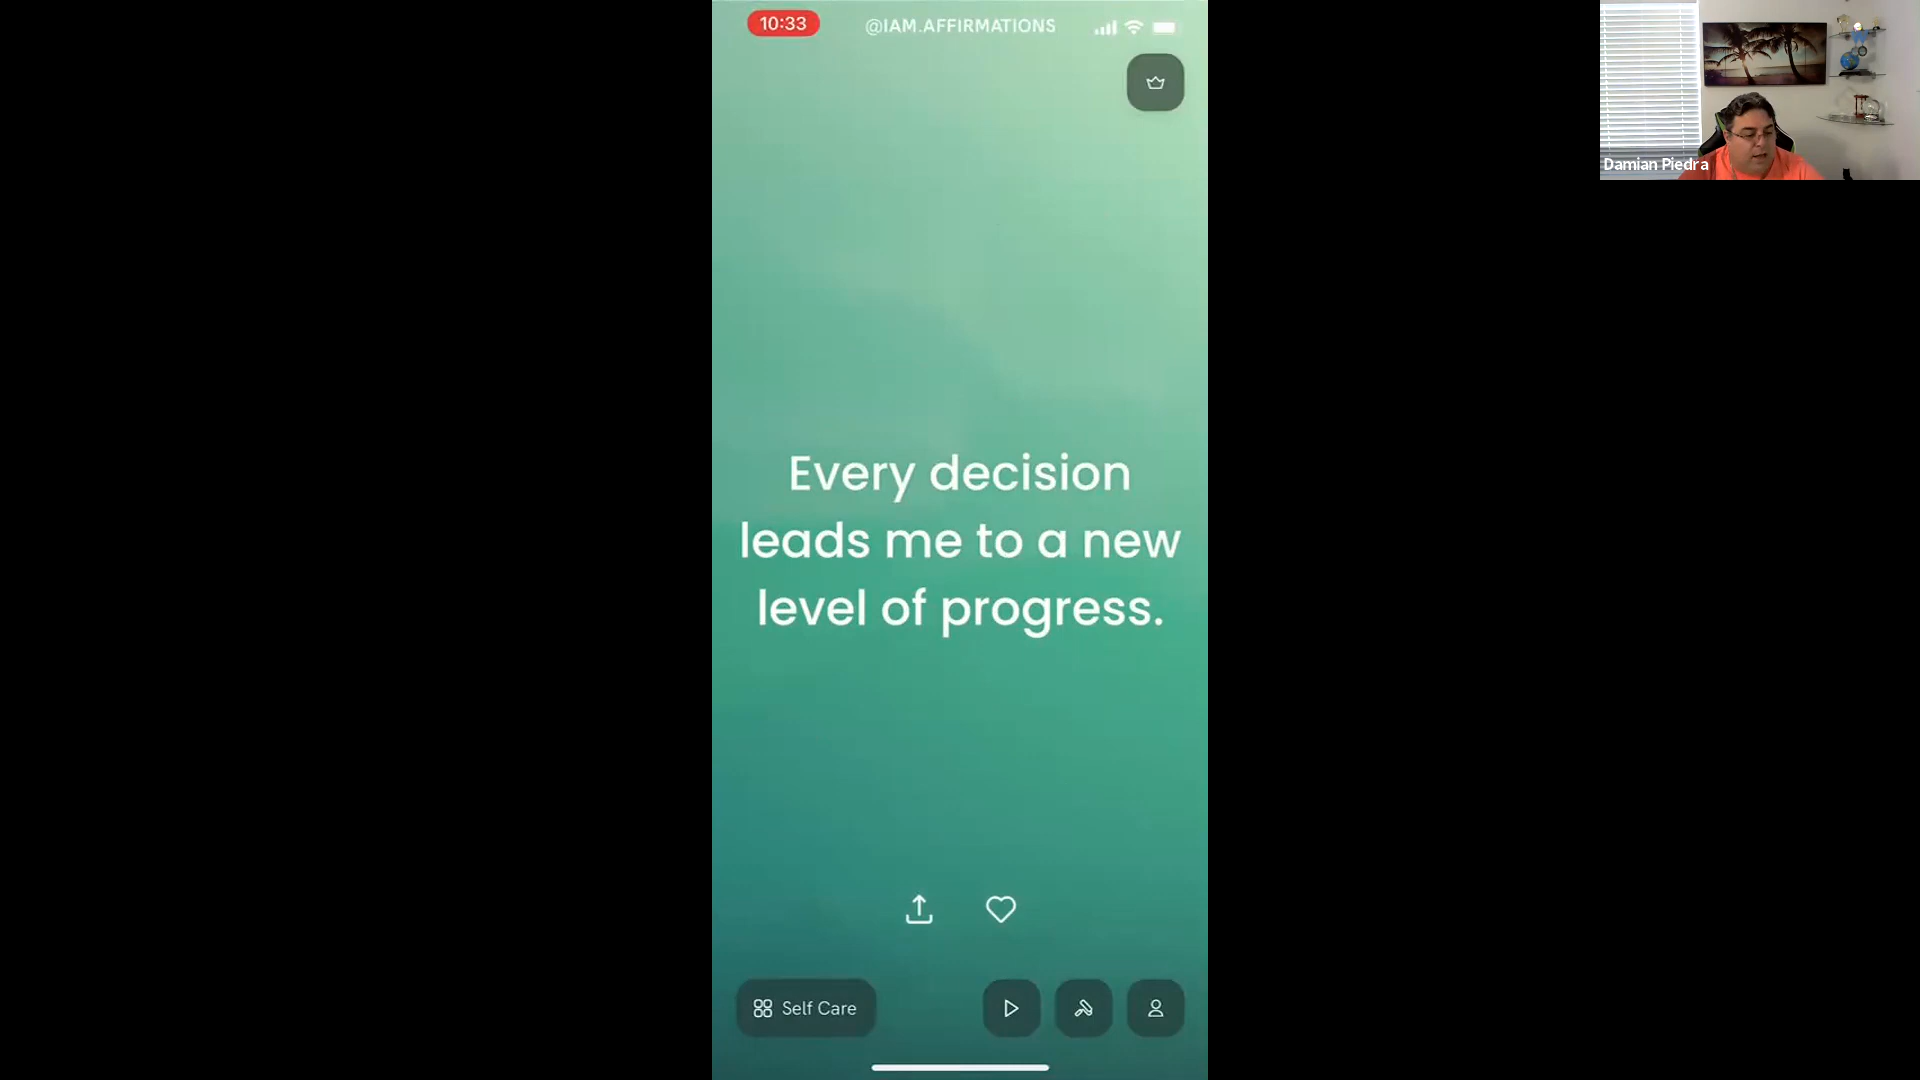 10:33
@IAM.AFFIRMATIONS
Every decision
leads me to a new
level of progress.
Self Care
Damian Piedra